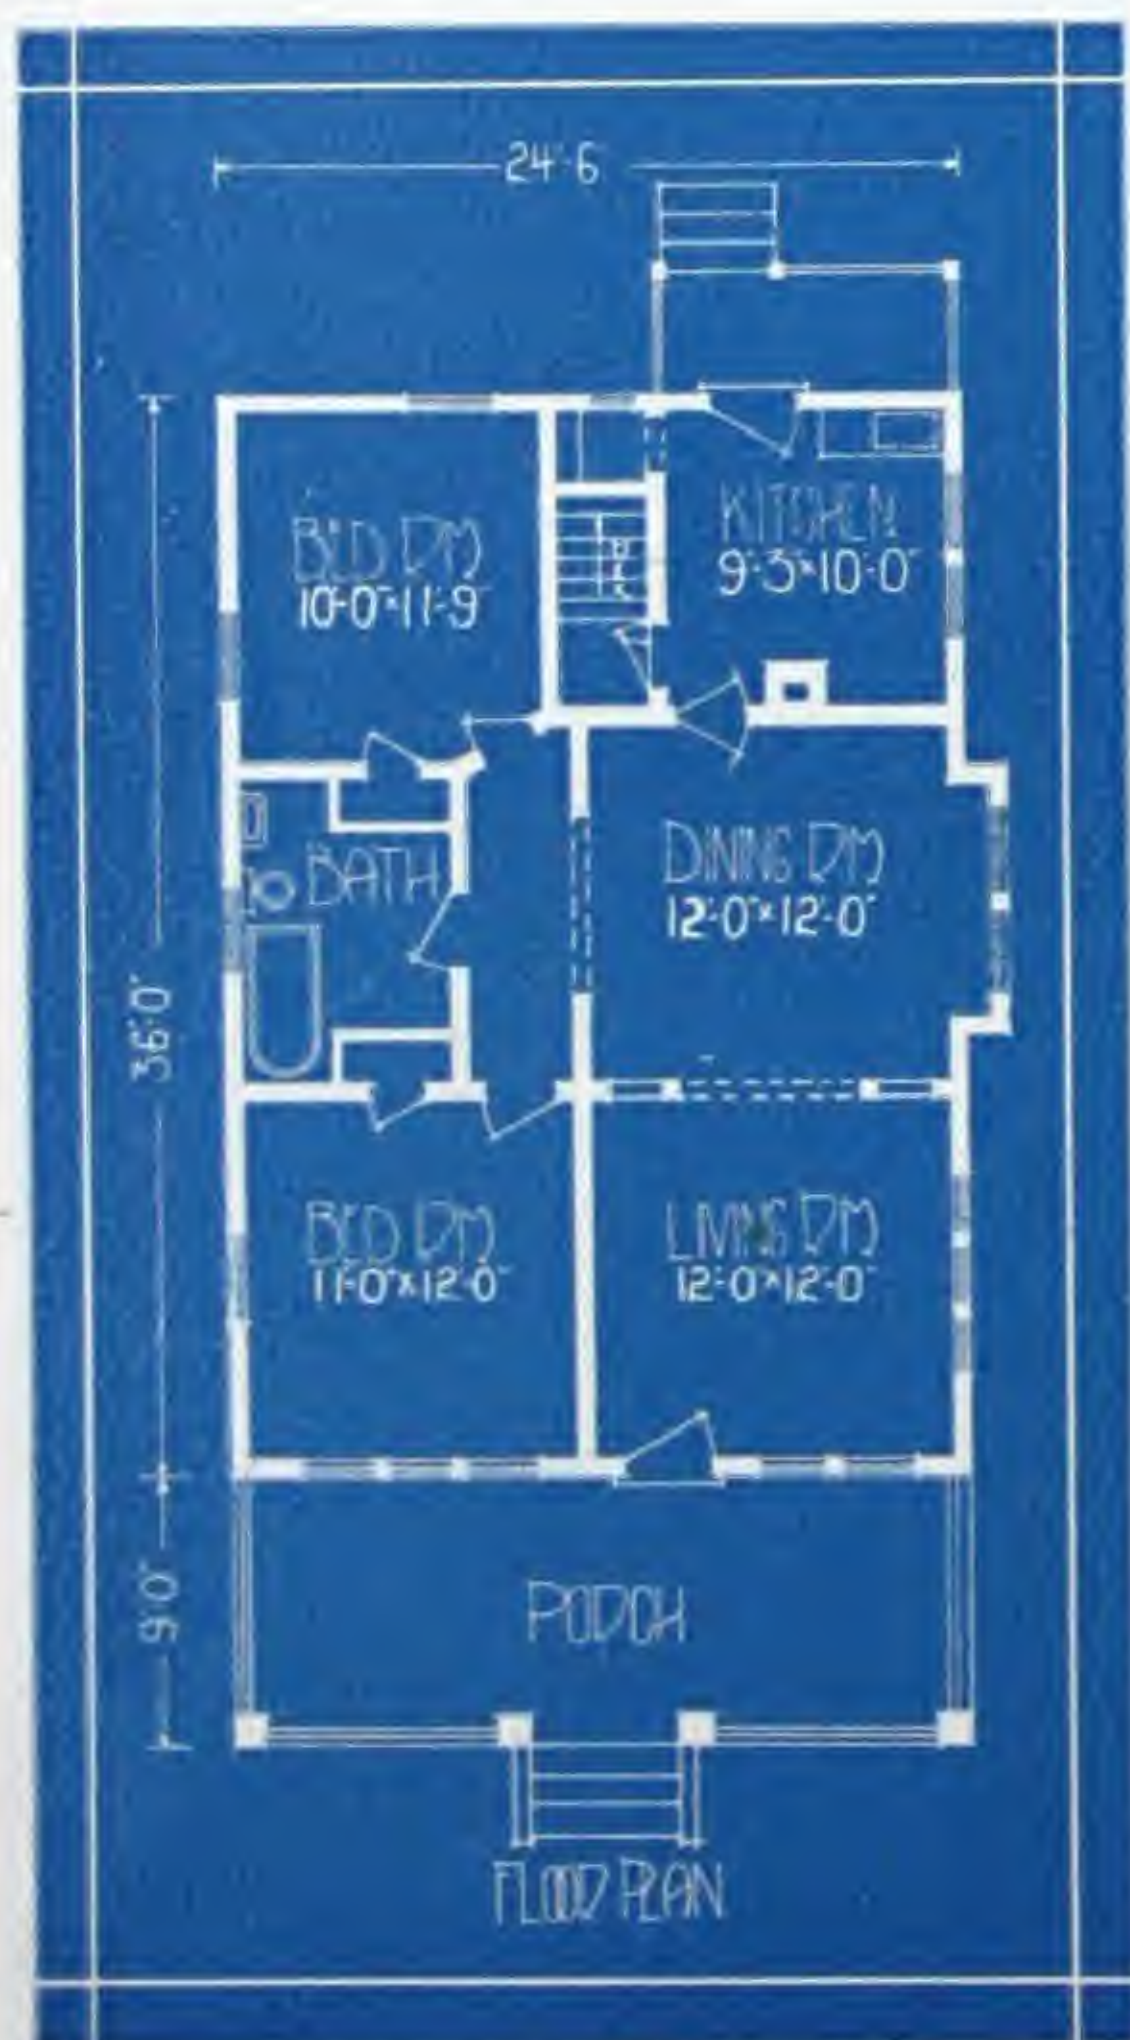 24'-6
BED RM
10'-0"×11'-9"
KITCHEN
9'-3"×10'-0"
BATH
DINING RM
12'-0"×12'-0"
36'0"
BED RM
11'-0"×12'-0"
LIVING RM
12'-0"×12'-0"
9'0"
PORCH
FLOOR PLAN